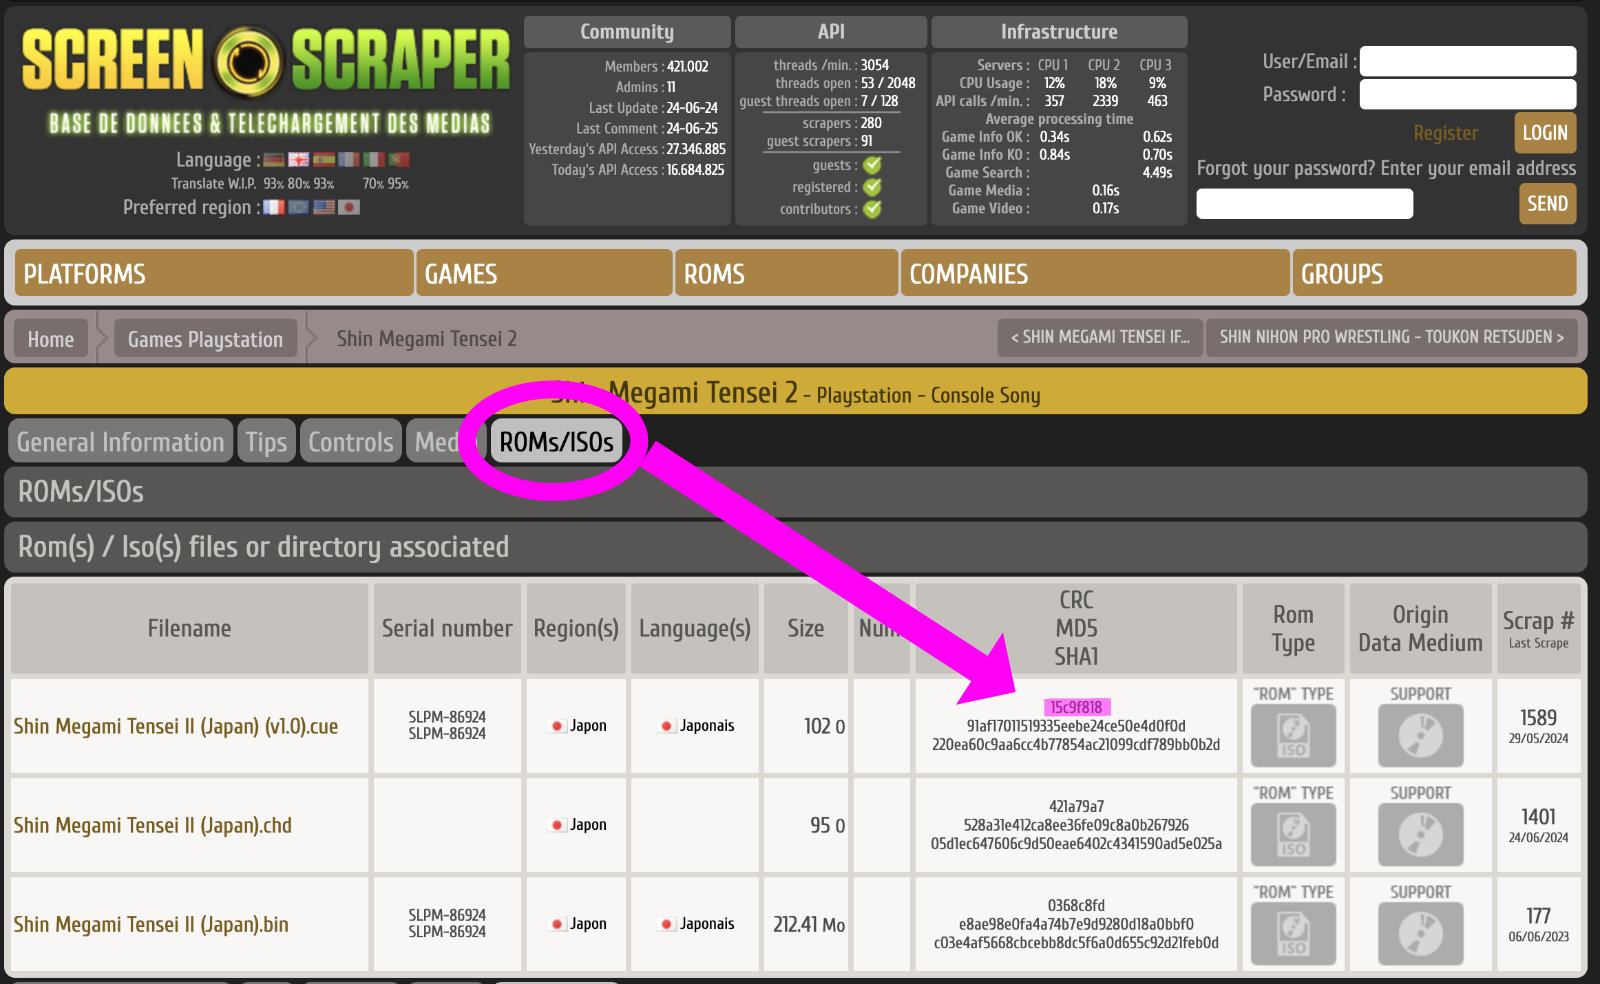 SCREEN SCRAPER
BASE DE DONNEES & TELECHARGEMENT DES MEDIAS
Language :
Translate W.I.P. 93% 80% 93% 70% 95%
Preferred region :
Community
Members : 421.002
Admins : 11
Last Update : 24-06-24
Last Comment : 24-06-25
Yesterday's API Access : 27.346.885
Today's API Access : 16.684.825
API
threads /min. : 3054
threads open : 53 / 2048
guest threads open : 7 / 128
scrapers : 280
guest scrapers : 91
guests :
registered :
contributors :
Infrastructure
Servers : CPU 1 CPU 2 CPU 3
CPU Usage : 12% 18% 9%
API calls /min. : 357 2339 463
Average processing time
Game Info OK : 0.34s 0.62s
Game Info KO : 0.84s 0.70s
Game Search : 4.49s
Game Media : 0.16s
Game Video : 0.17s
User/Email :
Password :
Register LOGIN
Forgot your password? Enter your email address
SEND
PLATFORMS GAMES ROMS COMPANIES GROUPS
Home Games Playstation Shin Megami Tensei 2 < SHIN MEGAMI TENSEI IF... SHIN NIHON PRO WRESTLING - TOUKON RETSUDEN >
Shin Megami Tensei 2 - Playstation - Console Sony
General Information Tips Controls Med ROMs/ISOs
ROMs/ISOs
Rom(s) / Iso(s) files or directory associated
Filename Serial number Region(s) Language(s) Size Num CRC MD5 SHA1 Rom Type Origin Data Medium Scrap # Last Scrape
Shin Megami Tensei II (Japan) (v1.0).cue
SLPM-86924
SLPM-86924
Japon
Japonais
102 O
15c9f818
91af17011519335eebe24ce50e4d0f0d
220ea60c9aa6cc4b77854ac21099cdf789bb0b2d
"ROM" TYPE
ISO
SUPPORT
1589
29/05/2024
Shin Megami Tensei II (Japan).chd
Japon
95 O
421a79a7
528a31e412ca8ee36fe09c8a0b267926
05d1ec647606c9d50eae6402c4341590ad5e025a
"ROM" TYPE
ISO
SUPPORT
1401
24/06/2024
Shin Megami Tensei II (Japan).bin
SLPM-86924
SLPM-86924
Japon
Japonais
212.41 Mo
0368c8fd
e8ae98e0fa4a74b7e9d9280d18a0bbf0
c03e4af5668cbcebb8dc5f6a0d655c92d21feb0d
"ROM" TYPE
ISO
SUPPORT
177
06/06/2023